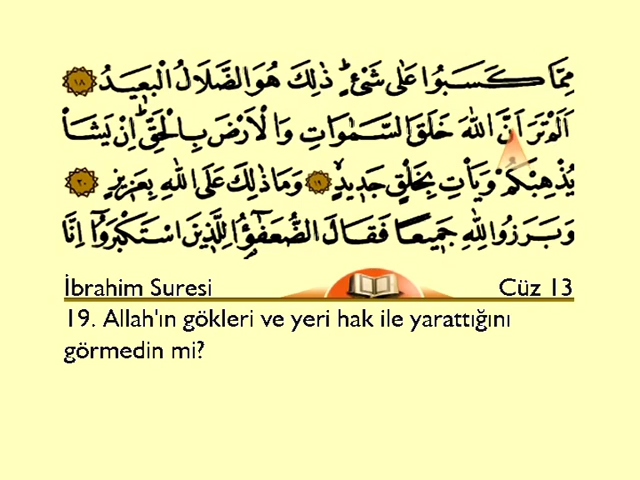 مِمَّا كَسَبُوا عَلٰى شَيْءٍۜ ذٰلِكَ هُوَ الضَّلَالُ الْبَع۪يدُ ١٨
اَلَمْ تَرَ اَنَّ اللّٰهَ خَلَقَ السَّمٰوَاتِ وَالْاَرْضَ بِالْحَقِّۜ اِنْ يَشَأْ
يُذْهِبْكُمْ وَيَأْتِ بِخَلْقٍ جَد۪يدٍۙ ١٩ وَمَا ذٰلِكَ عَلَى اللّٰهِ بِعَز۪يزٍ ٢٠
وَبَرَزُوا لِلّٰهِ جَم۪يعًا فَقَالَ الضُّعَفٰٓؤُ۬ا لِلَّذ۪ينَ اسْتَكْبَرُٓوا اِنَّا
İbrahim Suresi Cüz 13
19. Allah'ın gökleri ve yeri hak ile yarattığını
görmedin mi?